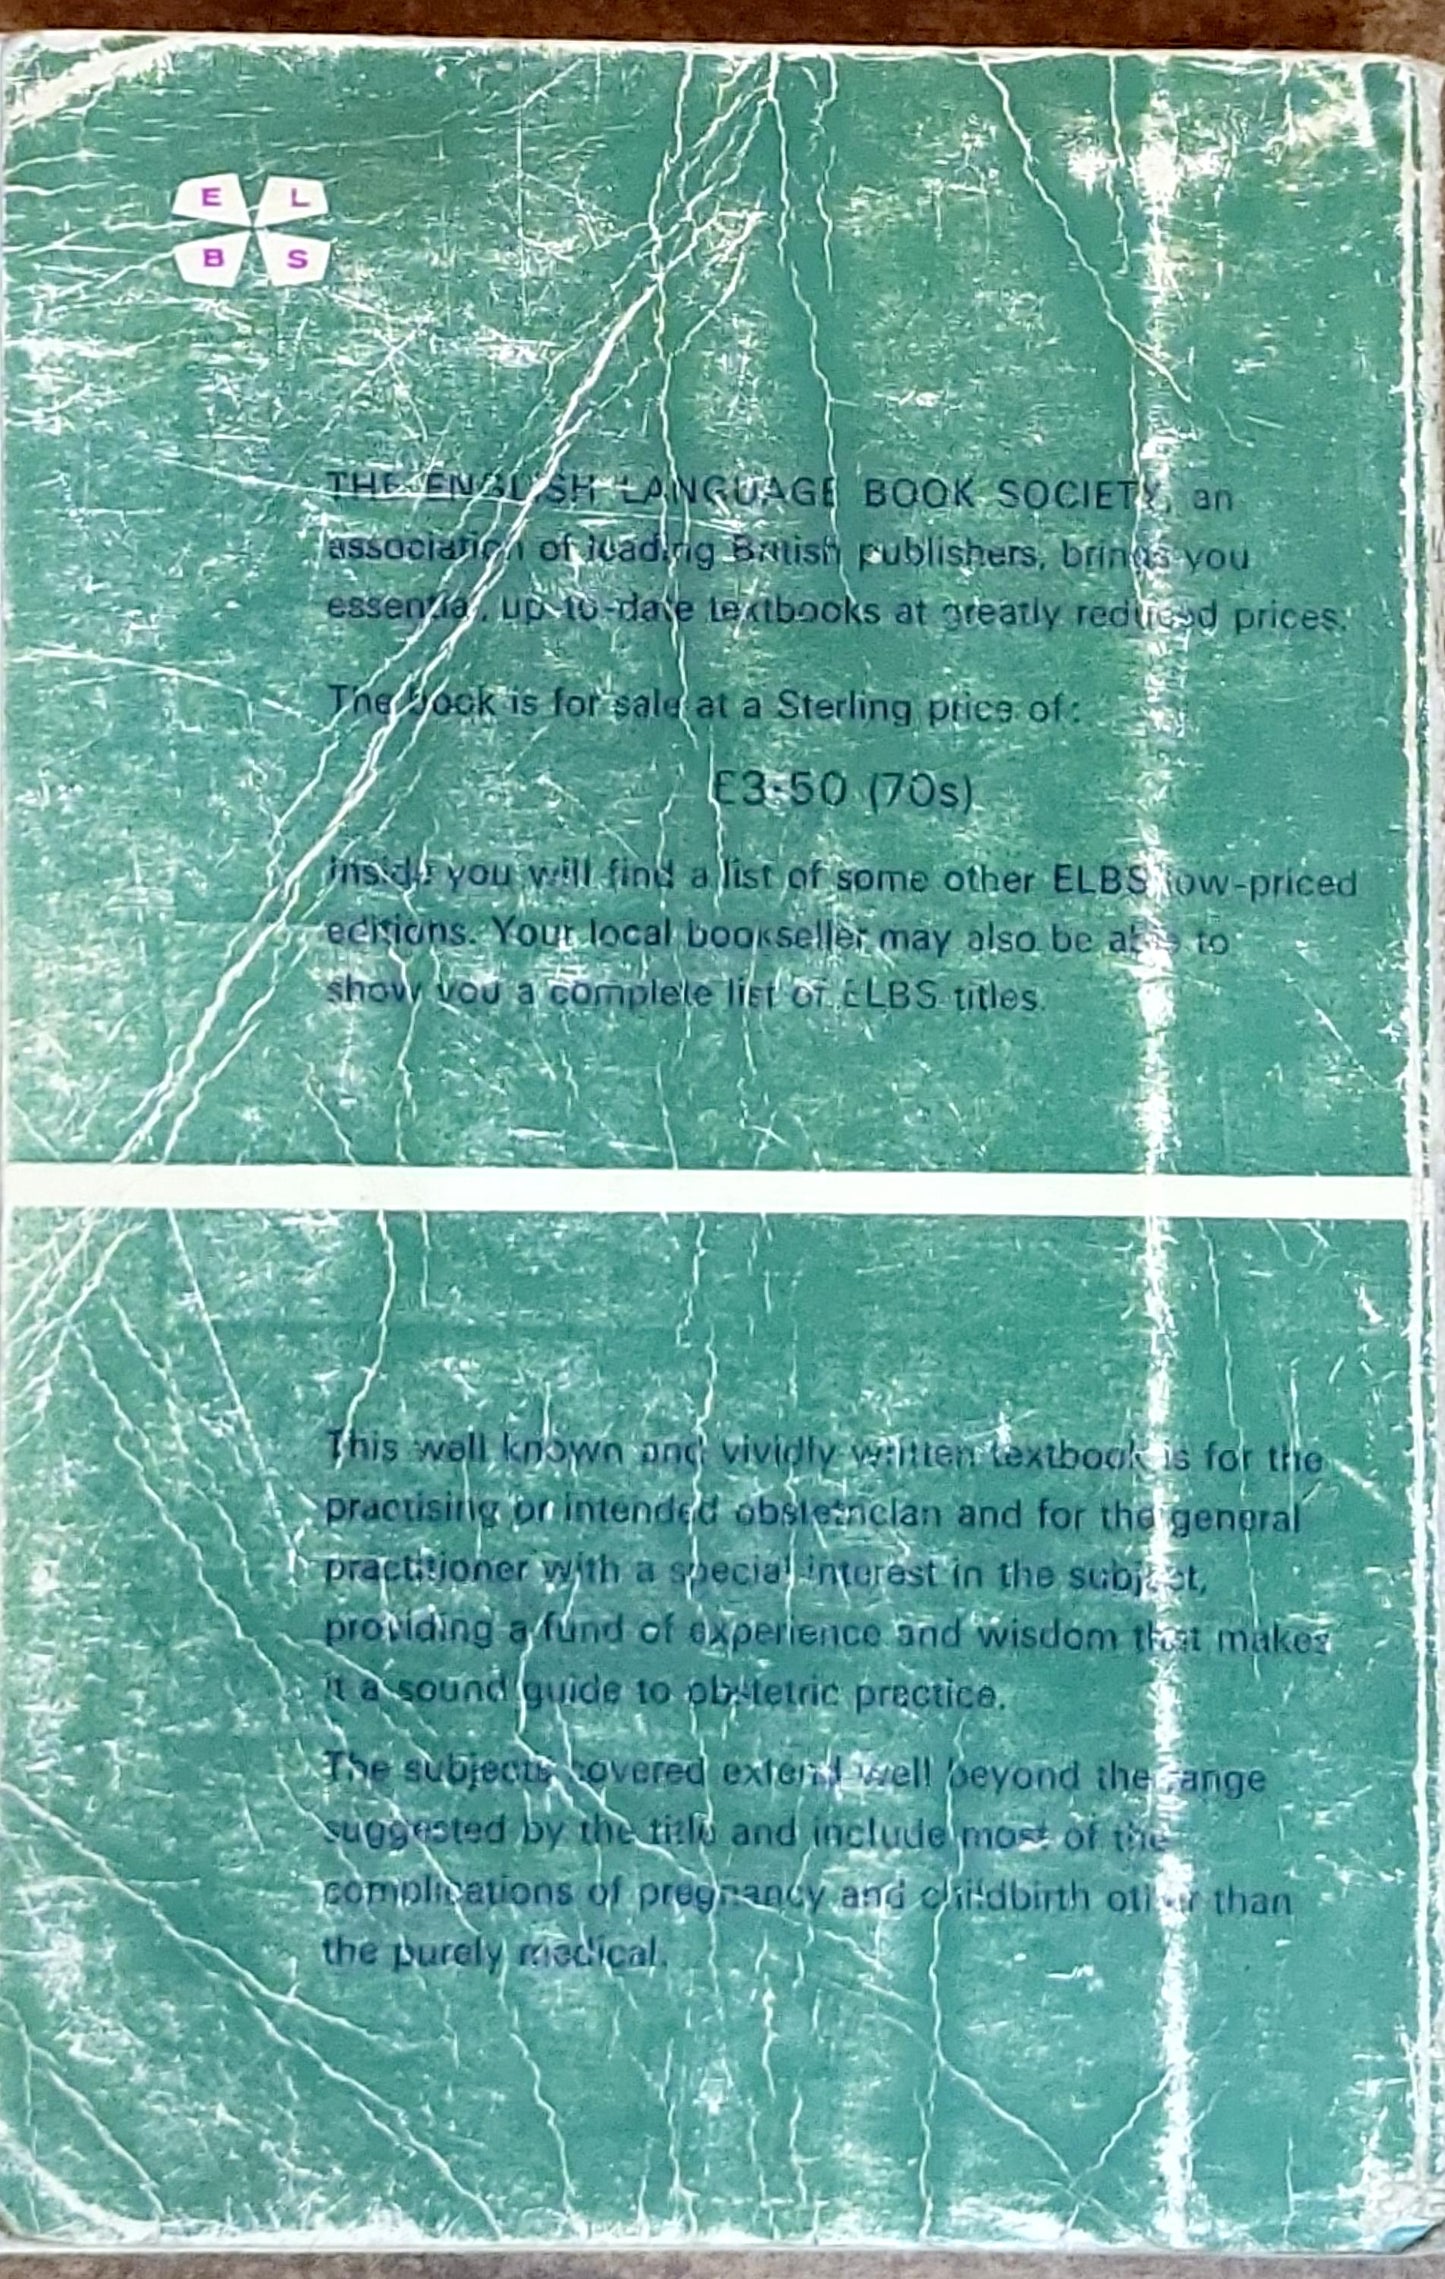 E L
B S
THE ENGLISH LANGUAGE BOOK SOCIETY, an
association of leading British publishers, brings you
essential, up-to-date textbooks at greatly reduced prices.
The book is for sale at a Sterling price of:
£3·50 (70s)
Inside you will find a list of some other ELBS low-priced
editions. Your local bookseller may also be able to
show you a complete list of ELBS titles.
This well known and vividly written textbook is for the
practising or intended obstetrician and for the general
practitioner with a special interest in the subject,
providing a fund of experience and wisdom that makes
it a sound guide to obstetric practice.
The subjects covered extend well beyond the range
suggested by the title and include most of the
complications of pregnancy and childbirth other than
the purely medical.